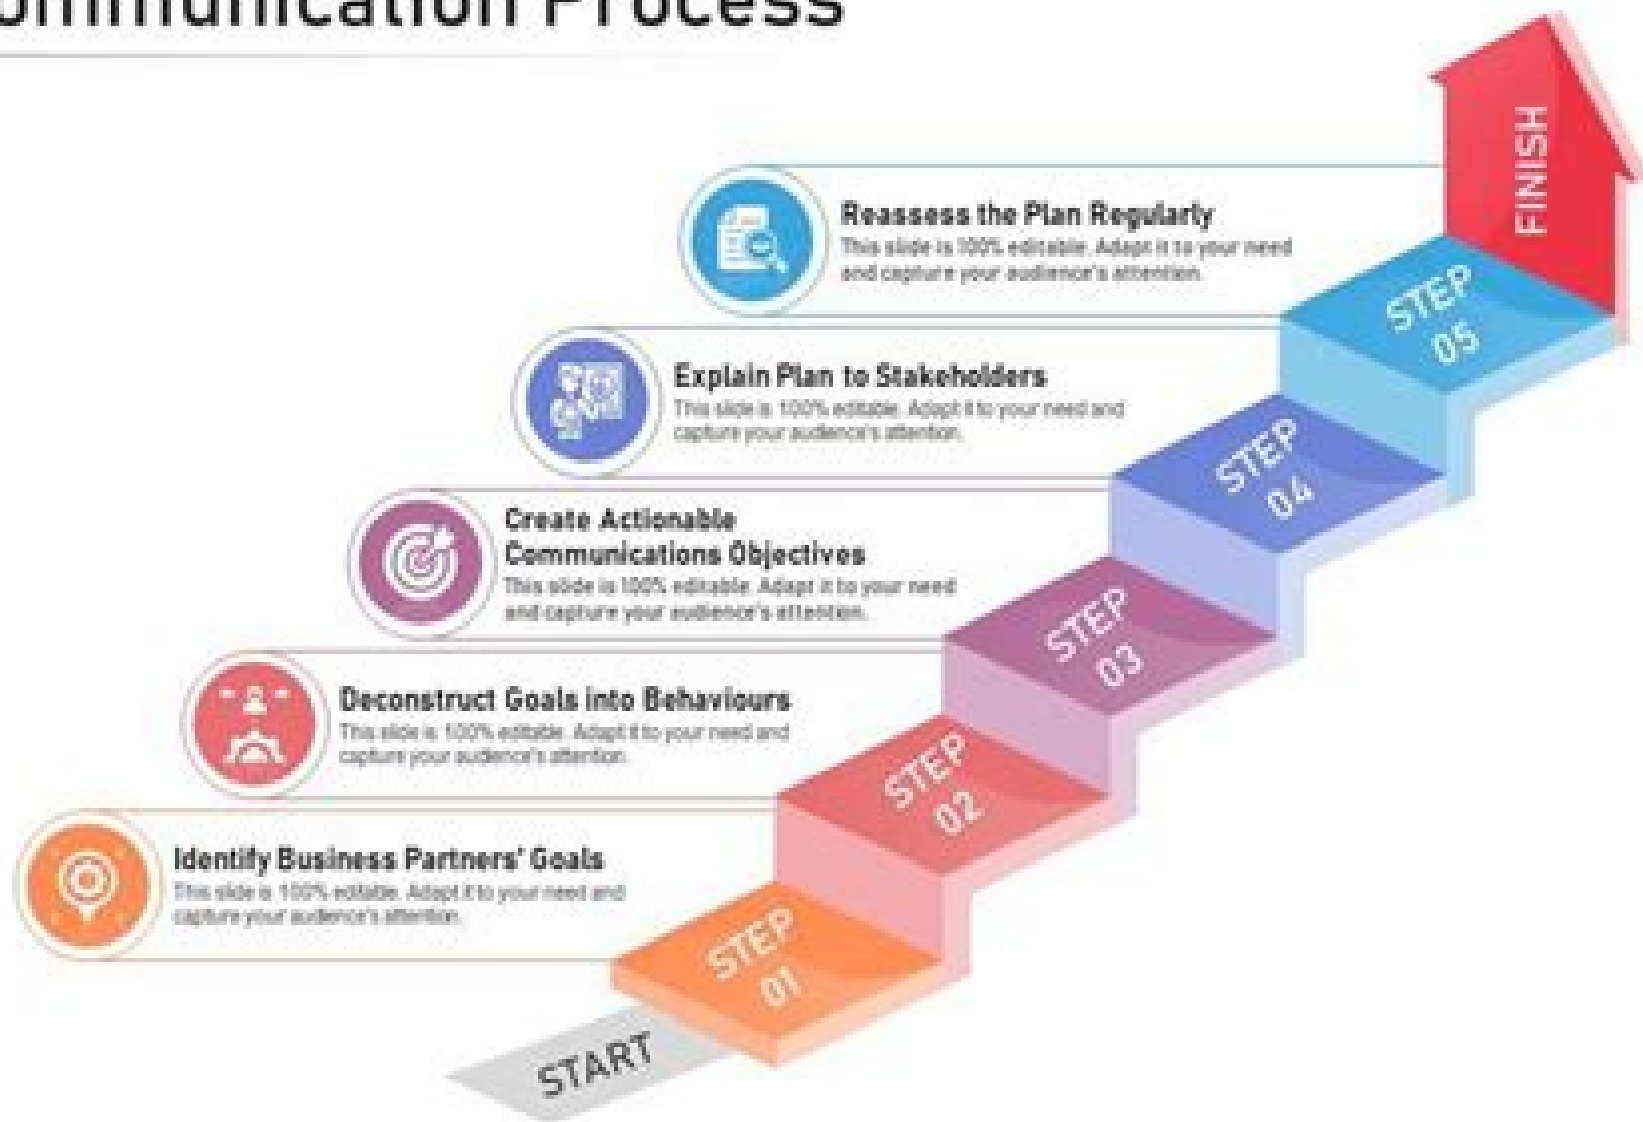 ommunication Process
FINISH
Reassess the Plan Regularly
This slide is 100% editable. Adapt it to your need
and capture your audience's attention.
STEP
05
Explain Plan to Stakeholders
This slide is 100% editable. Adapt it to your need and
capture your audience's attention.
STEP
04
Create Actionable
Communications Objectives
This slide is 100% editable. Adapt it to your need
and capture your audience's attention.
STEP
03
Deconstruct Goals into Behaviours
This slide is 100% editable. Adapt it to your need and
capture your audience's attention.
STEP
02
Identify Business Partners' Goals
This slide is 100% editable. Adapt it to your need and
capture your audience's attention.
STEP
01
START